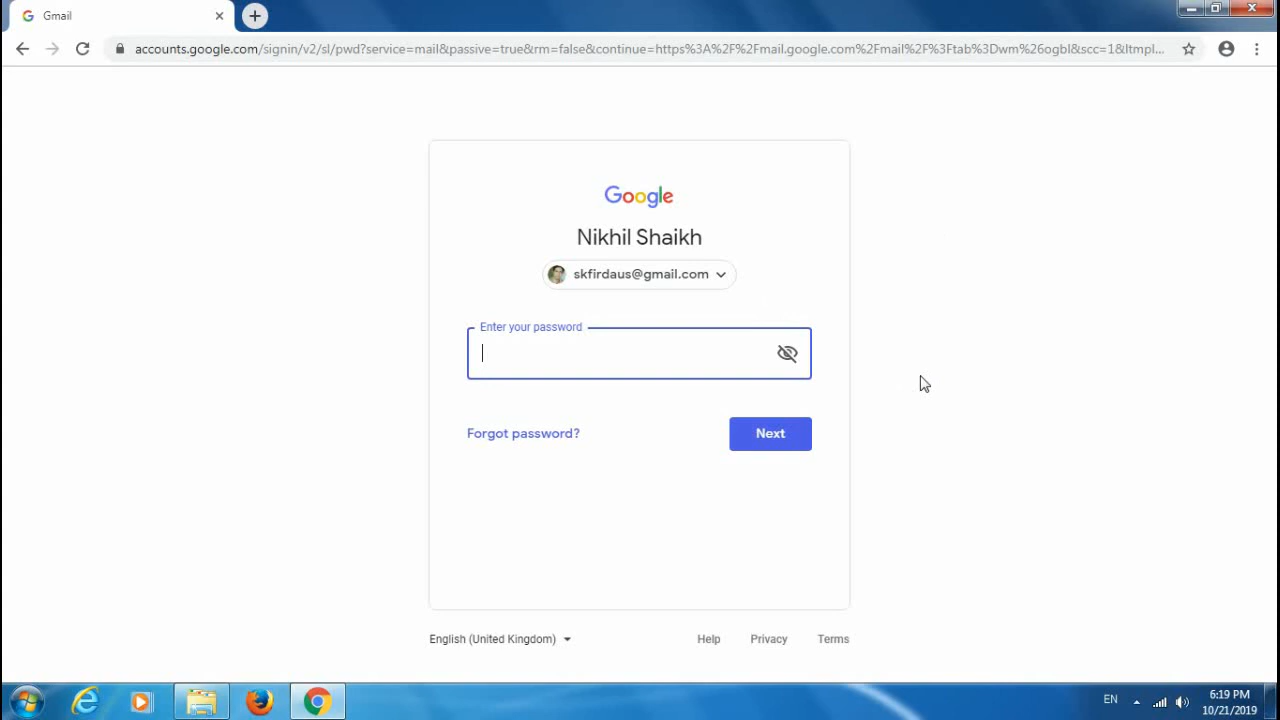 Gmail
accounts.google.com/signin/v2/sl/pwd?service=mail&passive=true&rm=false&continue=https%3A%2F%2Fmail.google.com%2Fmail%2F%3Ftab%3Dwm%26ogbl&scc=1&ltmpl...
Google
Nikhil Shaikh
skfirdaus@gmail.com
Enter your password
Forgot password?
Next
English (United Kingdom)
Help Privacy Terms
EN
6:19 PM
10/21/2019